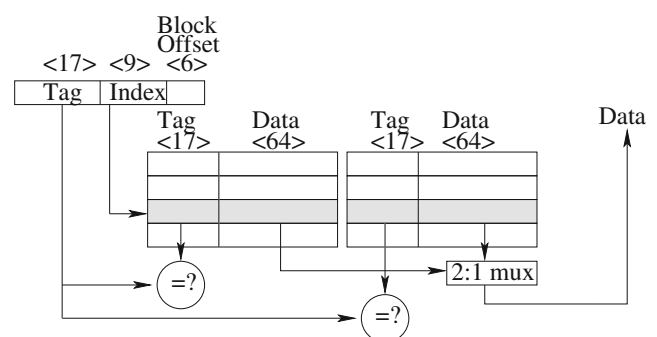 Block
Offset
<17> <9> <6>
Tag Index
Tag Data Tag Data
<17> <64> <17> <64>
Data
=?
2:1 mux
=?